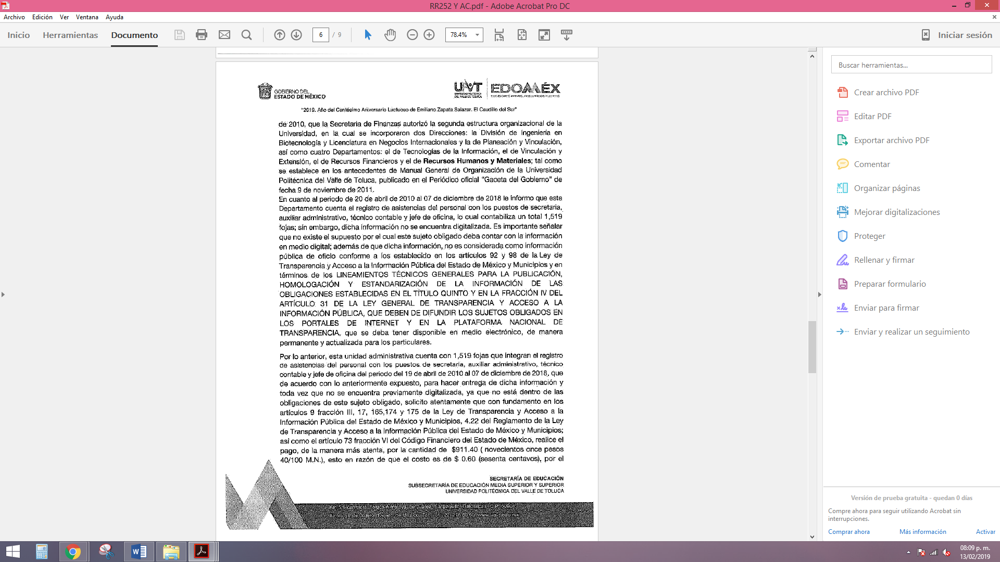 RR252 Y AC.pdf - Adobe Acrobat Pro DC
Archivo Edición Ver Ventana Ayuda
Inicio Herramientas Documento 6 / 9 78.4% Iniciar sesión
Buscar herramientas...
Crear archivo PDF
Editar PDF
Exportar archivo PDF
Comentar
Organizar páginas
Mejorar digitalizaciones
Proteger
Rellenar y firmar
Preparar formulario
Enviar para firmar
Enviar y realizar un seguimiento
Versión de prueba gratuita - quedan 0 días
Compre ahora para seguir utilizando Acrobat sin
interrupciones.
Comprar ahora Más información Activar
GOBIERNO DEL
ESTADO DE MÉXICO
UPVT
UNIVERSIDAD POLITÉCNICA
DEL VALLE DE TOLUCA
EDOMÉX
"2019. Año del Centésimo Aniversario Luctuoso de Emiliano Zapata Salazar. El Caudillo del Sur"
de 2010, que la Secretaria de Finanzas autorizó la segunda estructura organizacional de la
Universidad, en la cual se incorporaron dos Direcciones: la División de Ingeniería en
Biotecnología y Licenciatura en Negocios Internacionales y la de Planeación y Vinculación,
así como cuatro Departamentos: el de Tecnologías de la Información, el de Vinculación y
Extensión, el de Recursos Financieros y el de Recursos Humanos y Materiales; tal como
se establece en los antecedentes de Manual General de Organización de la Universidad
Politécnica del Valle de Toluca, publicado en el Periódico oficial "Gaceta del Gobierno" de
fecha 9 de noviembre de 2011.
En cuanto al periodo de 20 de abril de 2010 al 07 de diciembre de 2018 le informo que este
Departamento cuenta el registro de asistencias del personal con los puestos de secretaria,
auxiliar administrativo, técnico contable y jefe de oficina, lo cual contabiliza un total 1,519
fojas; sin embargo, dicha información no se encuentra digitalizada. Es importante señalar
que no existe el supuesto por el cual este sujeto obligado deba contar con la información
en medio digital; además de que dicha información, no es considerada como información
pública de oficio conforme a los establecido en los artículos 92 y 98 de la Ley de
Transparencia y Acceso a la Información Pública del Estado de México y Municipios y en
términos de los LINEAMIENTOS TÉCNICOS GENERALES PARA LA PUBLICACIÓN,
HOMOLOGACIÓN Y ESTANDARIZACIÓN DE LA INFORMACIÓN DE LAS
OBLIGACIONES ESTABLECIDAS EN EL TÍTULO QUINTO Y EN LA FRACCIÓN IV DEL
ARTÍCULO 31 DE LA LEY GENERAL DE TRANSPARENCIA Y ACCESO A LA
INFORMACIÓN PÚBLICA, QUE DEBEN DE DIFUNDIR LOS SUJETOS OBLIGADOS EN
LOS PORTALES DE INTERNET Y EN LA PLATAFORMA NACIONAL DE
TRANSPARENCIA, que se deba tener disponible en medio electrónico, de manera
permanente y actualizada para los particulares.
Por lo anterior, esta unidad administrativa cuenta con 1,519 fojas que integran el registro
de asistencias del personal con los puestos de secretaria, auxiliar administrativo, técnico
contable y jefe de oficina del periodo del 19 de abril de 2010 al 07 de diciembre de 2018, que
de acuerdo con lo anteriormente expuesto, para hacer entrega de dicha información y
toda vez que no se encuentra previamente digitalizada, ya que no está dentro de las
obligaciones de este sujeto obligado, solicito atentamente que con fundamento en los
artículos 9 fracción III, 17, 165,174 y 175 de la Ley de Transparencia y Acceso a la
Información Pública del Estado de México y Municipios, 4.22 del Reglamento de la Ley
de Transparencia y Acceso a la Información Pública del Estado de México y Municipios;
así como el artículo 73 fracción VI del Código Financiero del Estado de México, realice el
pago, de la manera más atenta, por la cantidad de $911.40 ( novecientos once pesos
40/100 M.N.), esto en razón de que el costo es de $ 0.60 (sesenta centavos), por el
SECRETARÍA DE EDUCACIÓN
SUBSECRETARÍA DE EDUCACIÓN MEDIA SUPERIOR Y SUPERIOR
UNIVERSIDAD POLITÉCNICA DEL VALLE DE TOLUCA
Km 5.6 carretera Toluca-Almoloya de Juárez, Santiaguito
Almoloya de Juárez, Estado de México.
08:09 p. m.
13/02/2019